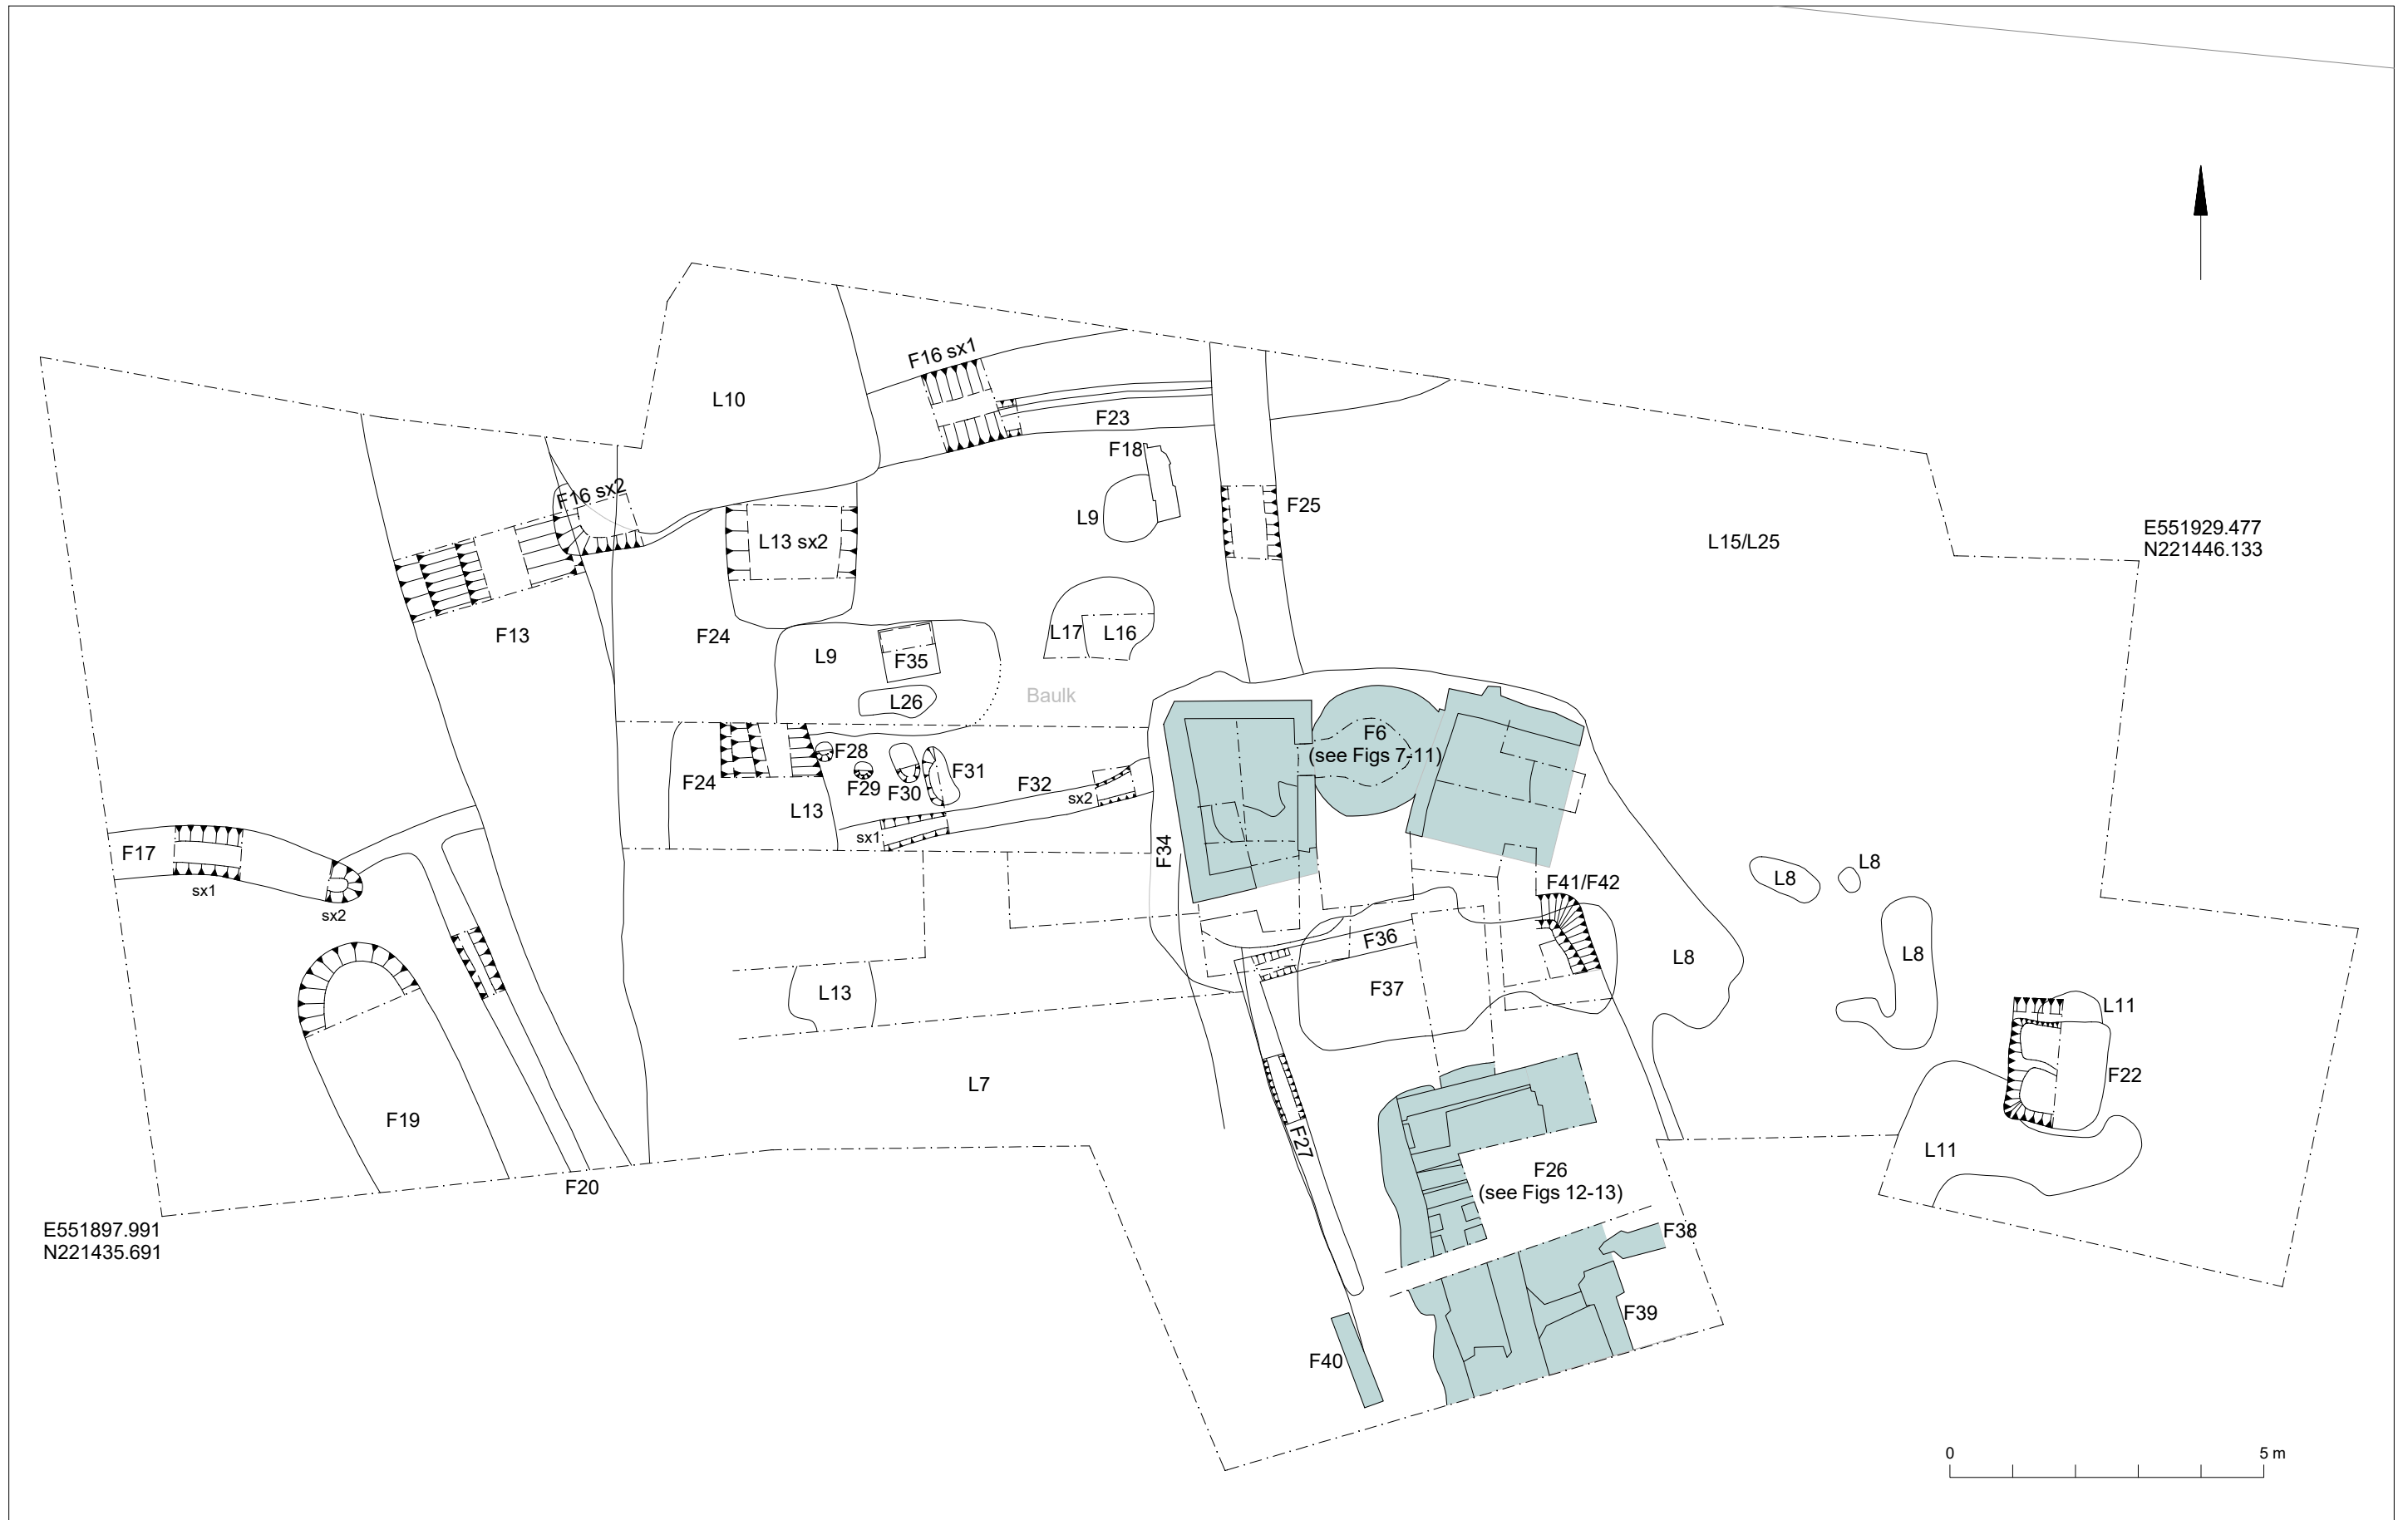 F16 sx1
L10
F23
F18
F16 sx2
F25
L9
L13 sx2
L15/L25
E551929.477
N221446.133
F13
F24
L17
L16
L9
F35
L26
Baulk
F6
(see Figs 7-11)
F28
F24
F29
F30
F31
F32
sx2
L13
sx1
F34
F17
sx1
sx2
F41/F42
L8
L8
F36
L8
L8
F37
L13
L11
F22
L7
F19
F27
L11
F26
(see Figs 12-13)
F20
E551897.991
N221435.691
F38
F39
F40
0
5 m